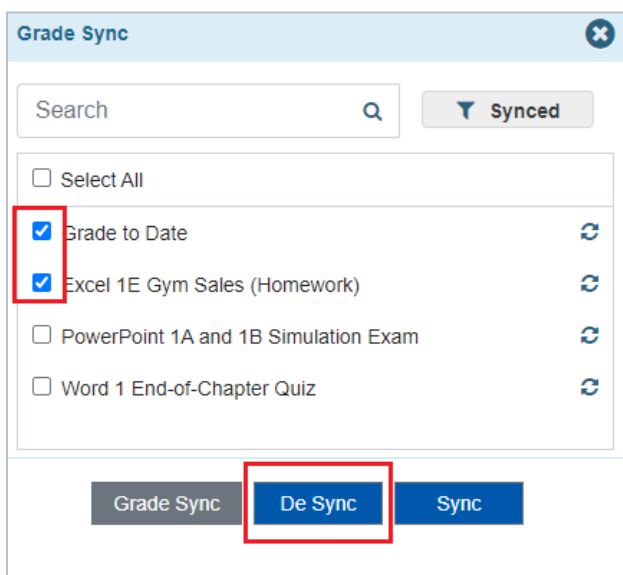 Grade Sync
Search
Synced
Select All
Grade to Date
Excel 1E Gym Sales (Homework)
PowerPoint 1A and 1B Simulation Exam
Word 1 End-of-Chapter Quiz
Grade Sync De Sync Sync